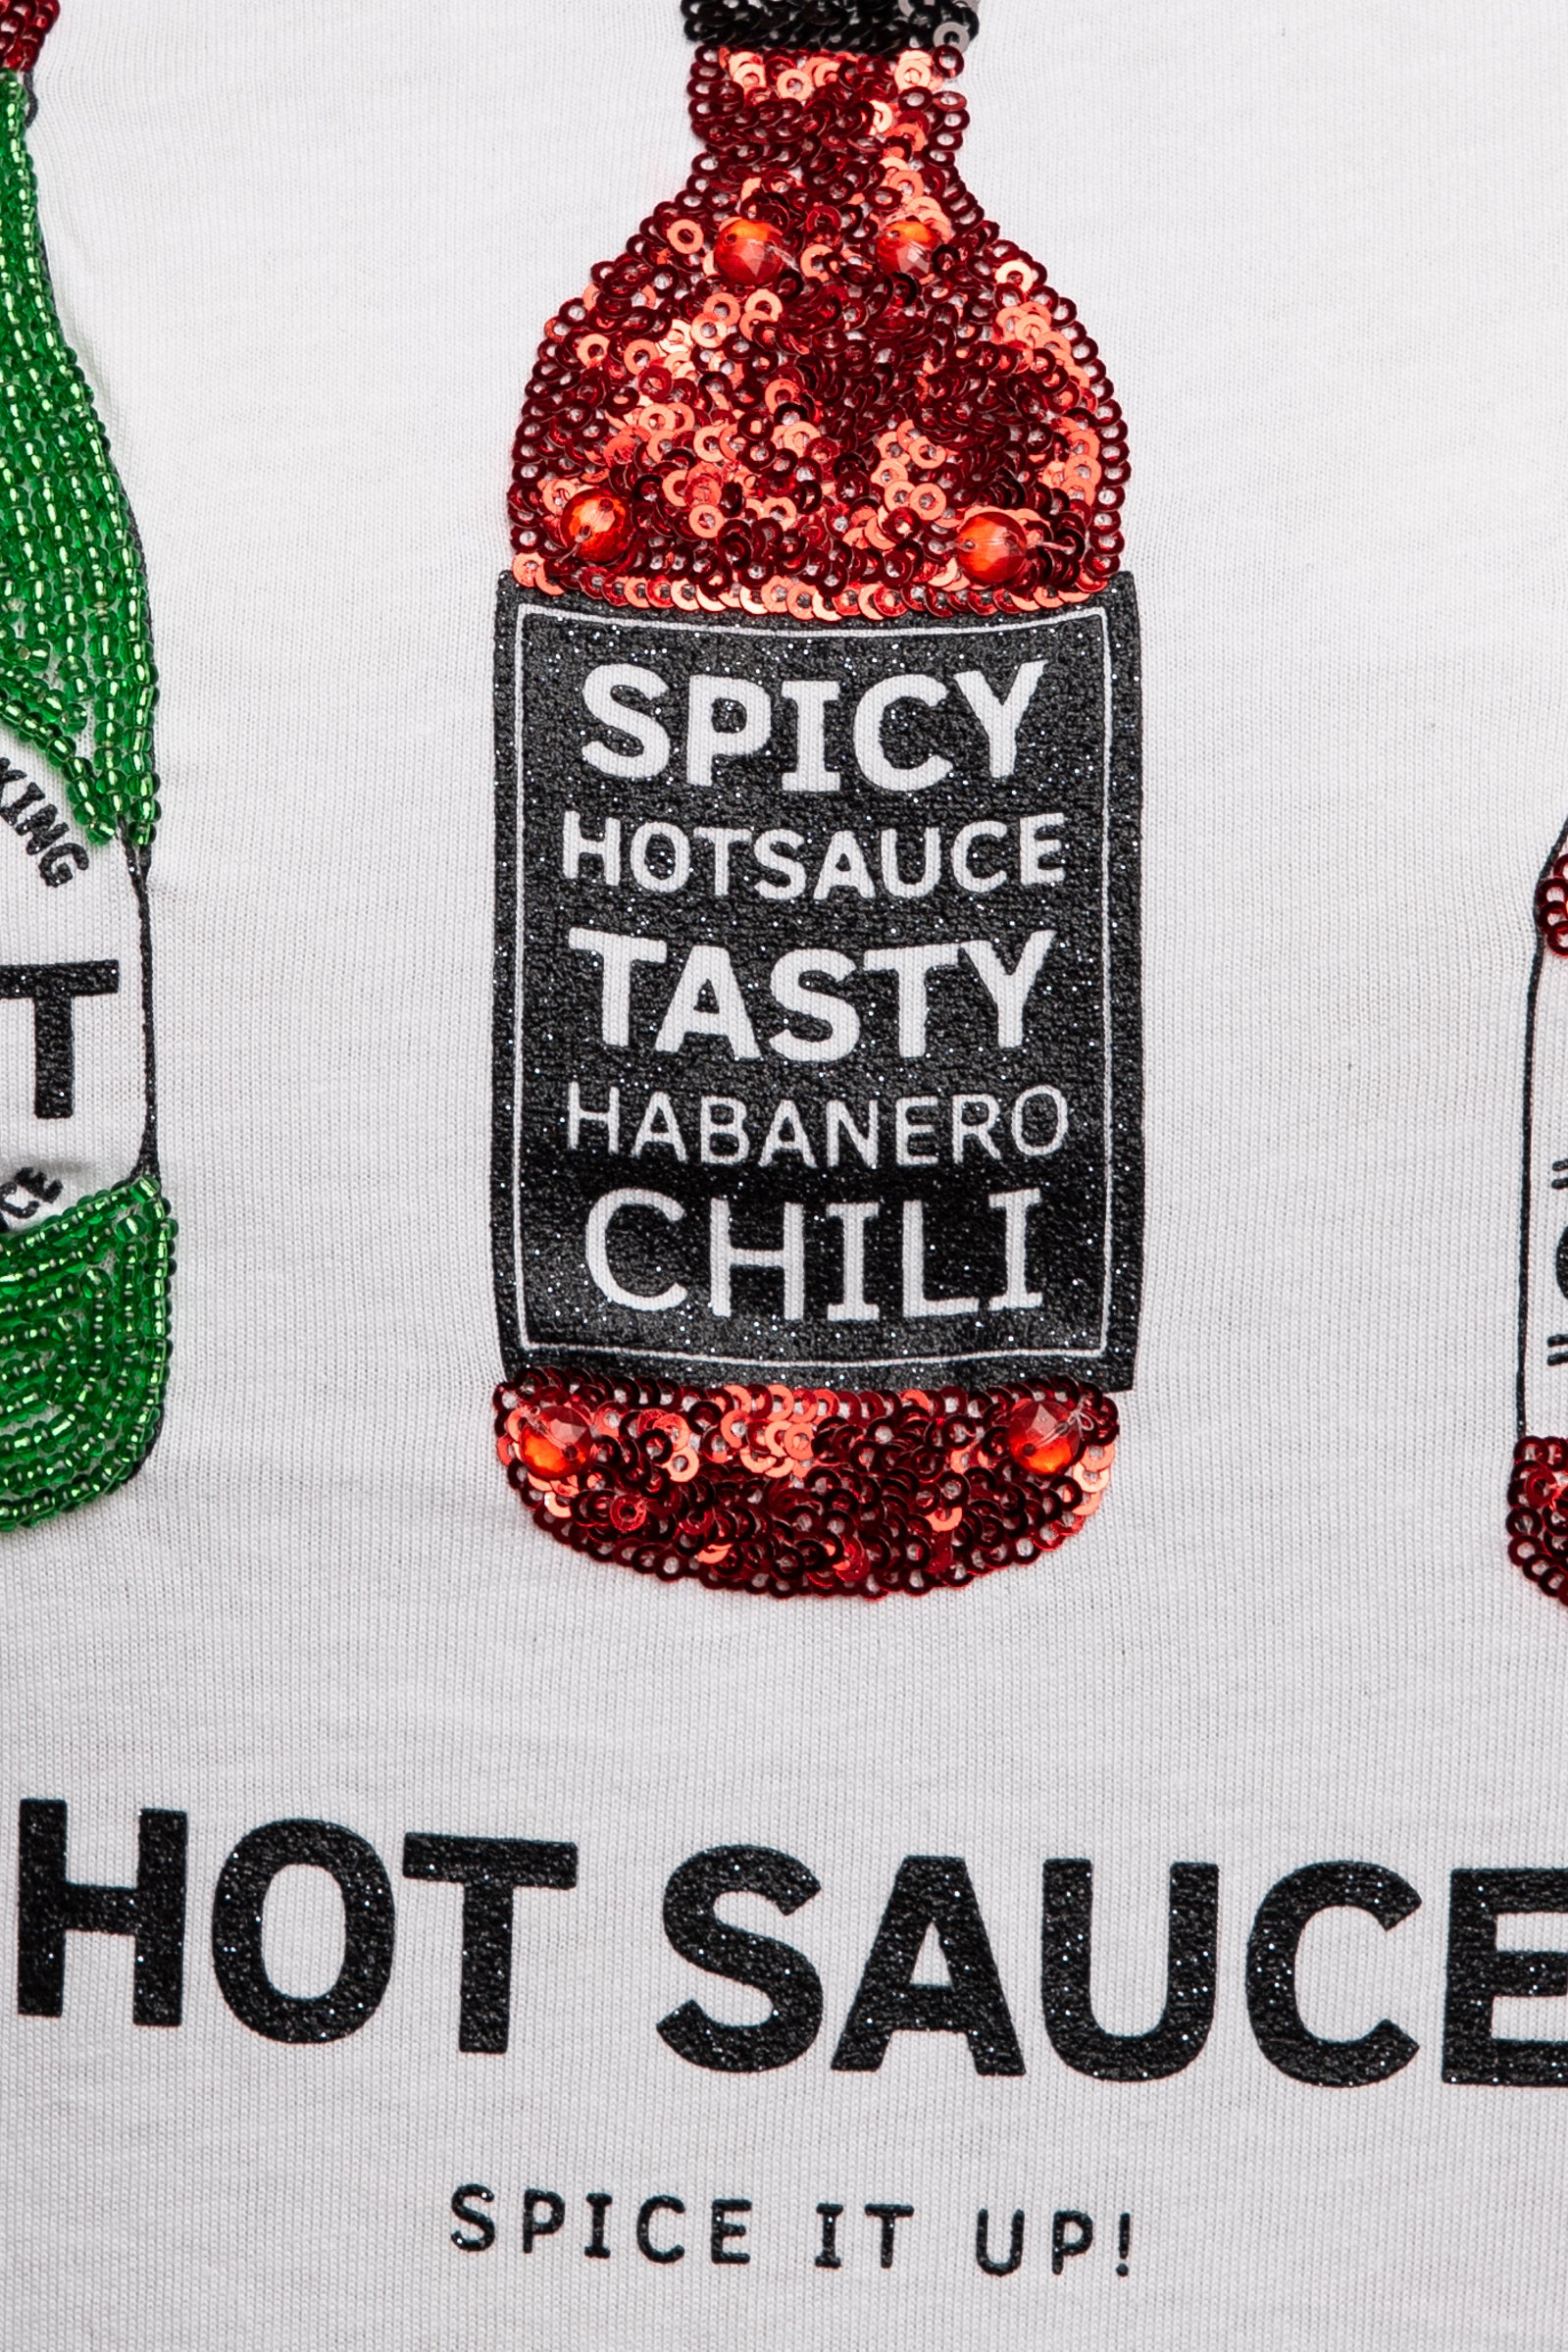 SPICY
HOTSAUCE
TASTY
HABANERO
CHILI
HOT SAUCE
SPICE IT UP!